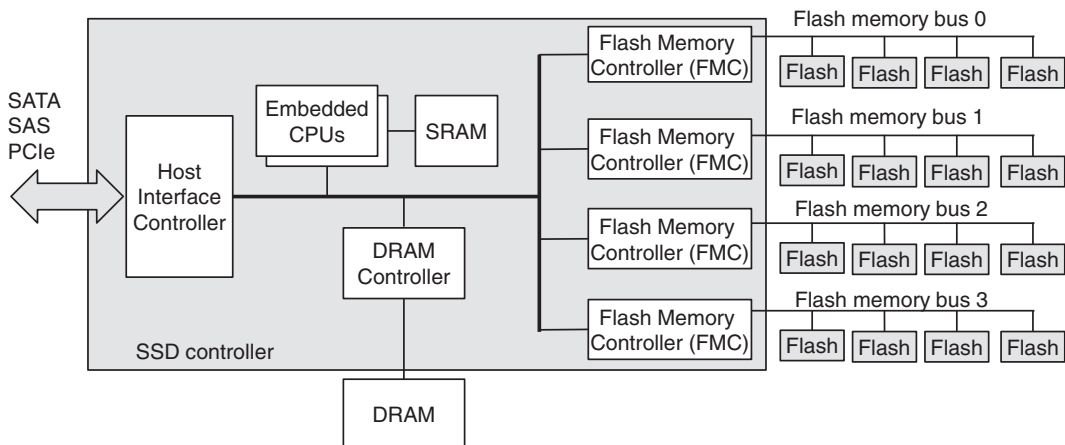 SATA
SAS
PCIe
Host
Interface
Controller
Embedded
CPUs
SRAM
DRAM
Controller
SSD controller
DRAM
Flash Memory
Controller (FMC)
Flash Memory
Controller (FMC)
Flash Memory
Controller (FMC)
Flash Memory
Controller (FMC)
Flash memory bus 0
Flash Flash Flash Flash
Flash memory bus 1
Flash Flash Flash Flash
Flash memory bus 2
Flash Flash Flash Flash
Flash memory bus 3
Flash Flash Flash Flash